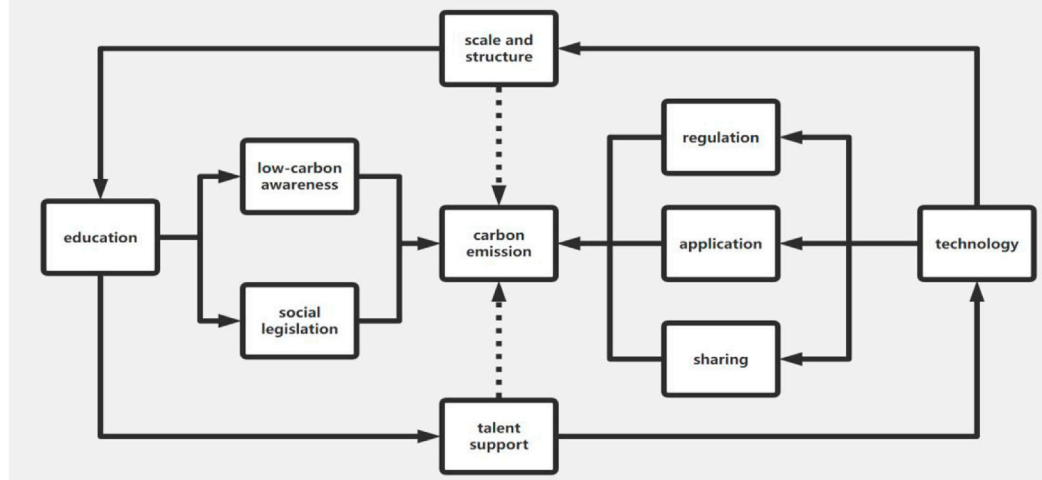 scale and
structure
regulation
low-carbon
awareness
education
carbon
emission
application
technology
social
legislation
sharing
talent
support